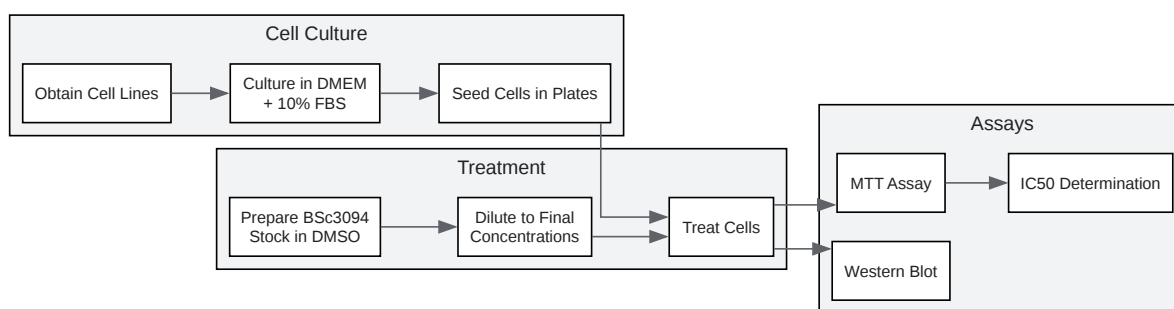 Cell Culture
Obtain Cell Lines
Culture in DMEM
+ 10% FBS
Seed Cells in Plates
Treatment
Prepare BSc3094
Stock in DMSO
Dilute to Final
Concentrations
Treat Cells
Assays
MTT Assay
IC50 Determination
Western Blot